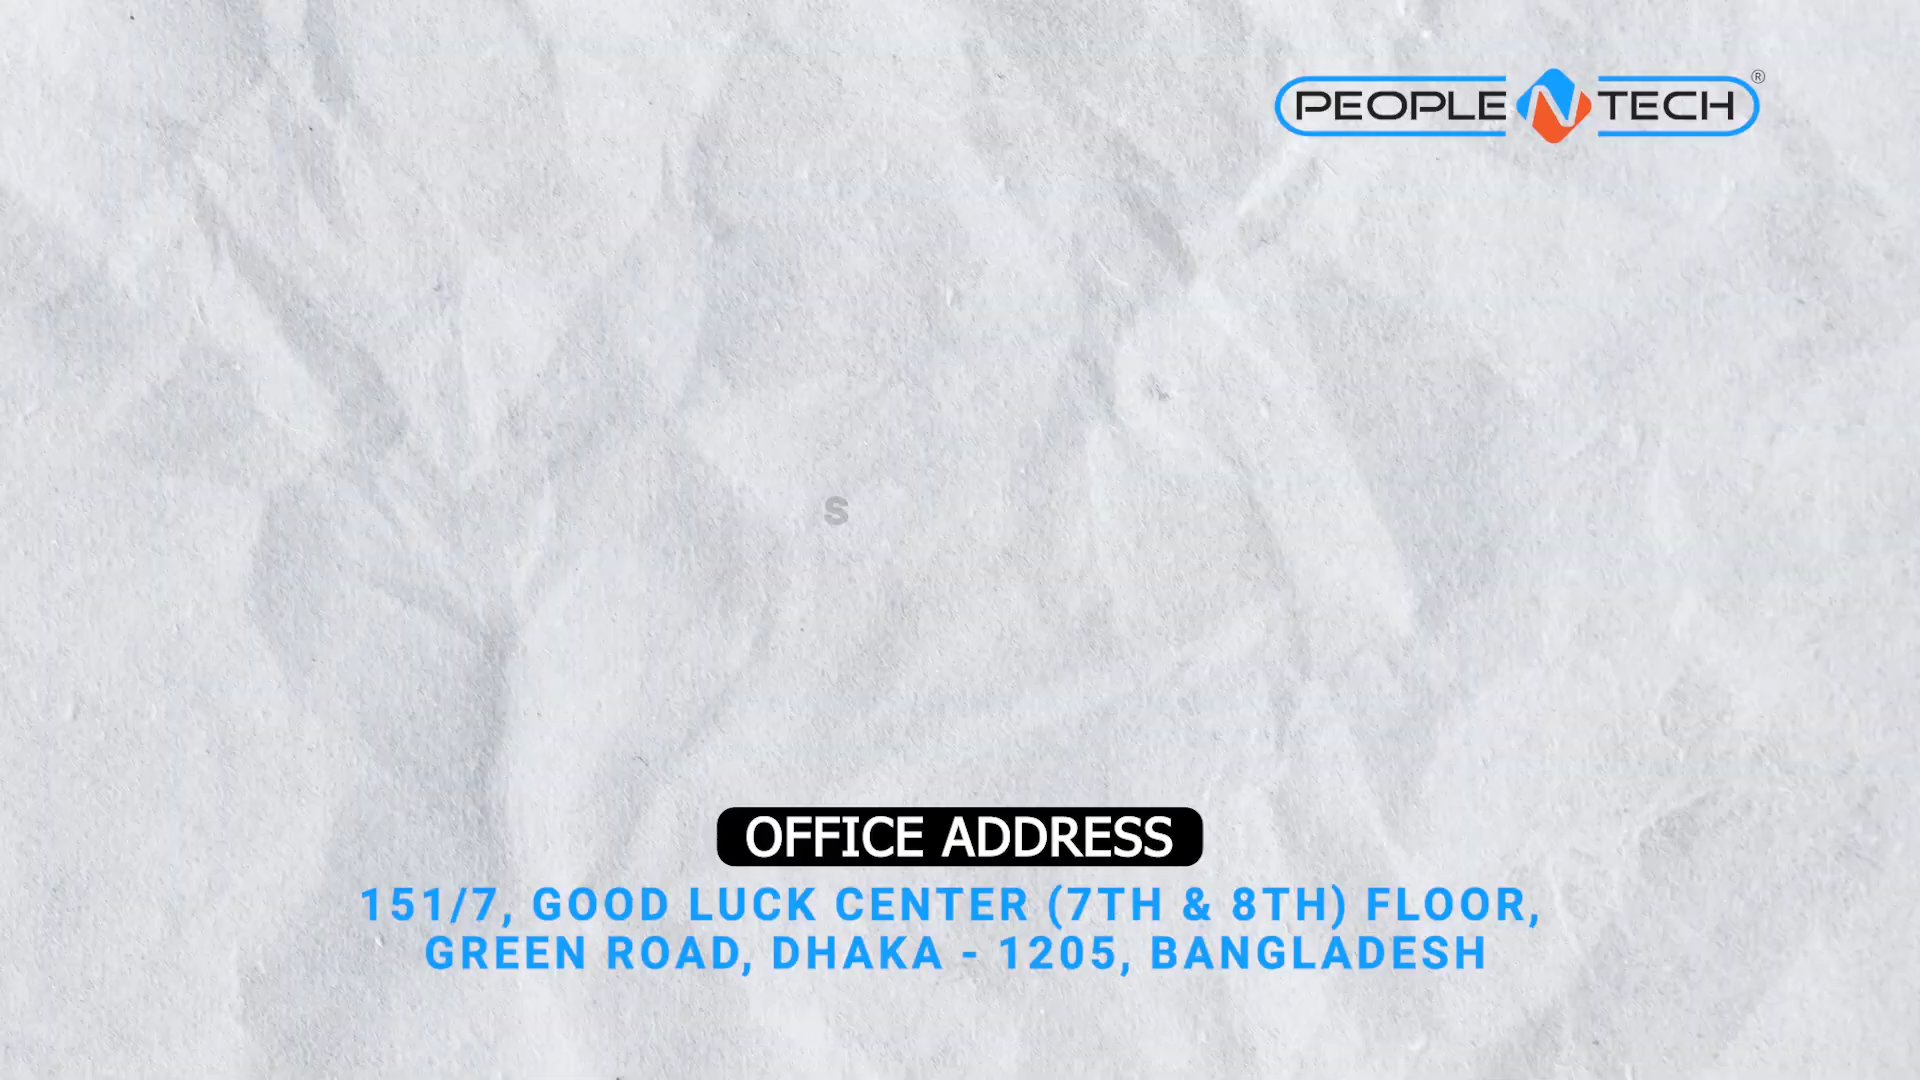 PEOPLE N TECH ®
S
OFFICE ADDRESS
151/7, GOOD LUCK CENTER (7TH & 8TH) FLOOR,
GREEN ROAD, DHAKA - 1205, BANGLADESH